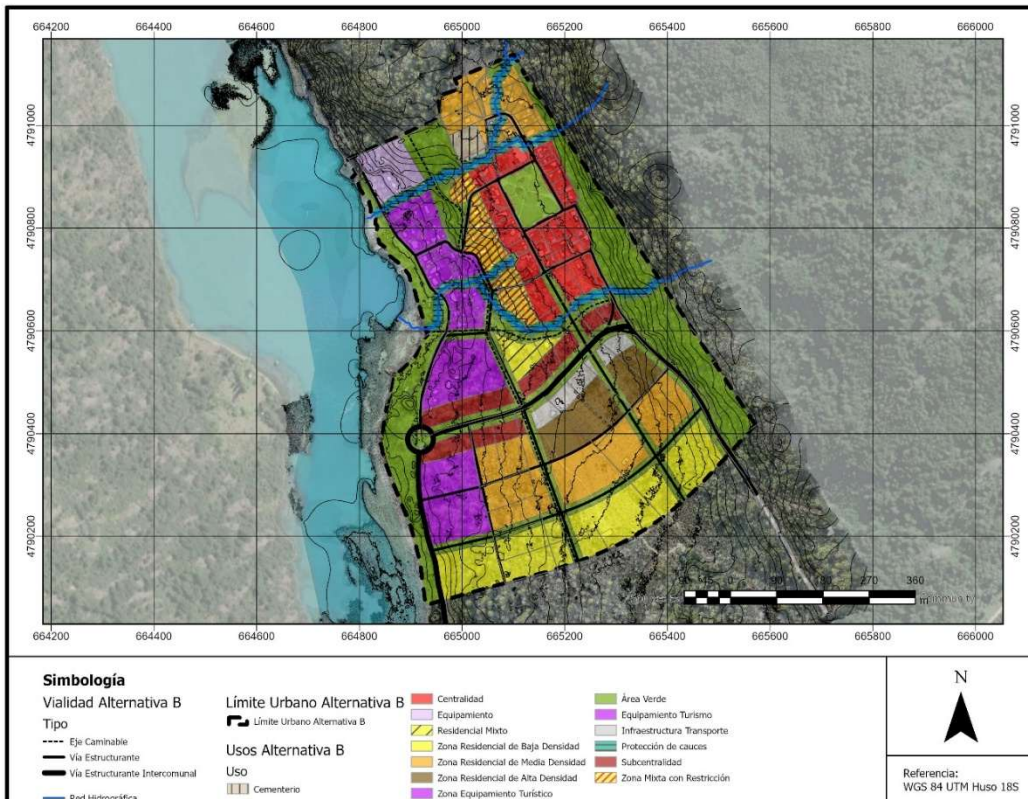 664200 664400 664600 664800 665000 665200 665400 665600 665800 666000
4791000 4791000
4790800 4790800
4790600 4790600
4790400 4790400
4790200 4790200
90 45 0 90 180 270 360
m
664200 664400 664600 664800 665000 665200 665400 665600 665800 666000
Simbología
Vialidad Alternativa B
Tipo
Eje Caminable
Vía Estructurante
Vía Estructurante Intercomunal
Red Hidrográfica
Límite Urbano Alternativa B
Límite Urbano Alternativa B
Usos Alternativa B
Uso
Cementerio
Centralidad
Equipamiento
Residencial Mixto
Zona Residencial de Baja Densidad
Zona Residencial de Media Densidad
Zona Residencial de Alta Densidad
Zona Equipamiento Turístico
Área Verde
Equipamiento Turismo
Infraestructura Transporte
Protección de cauces
Subcentralidad
Zona Mixta con Restricción
N
Referencia:
WGS 84 UTM Huso 18S